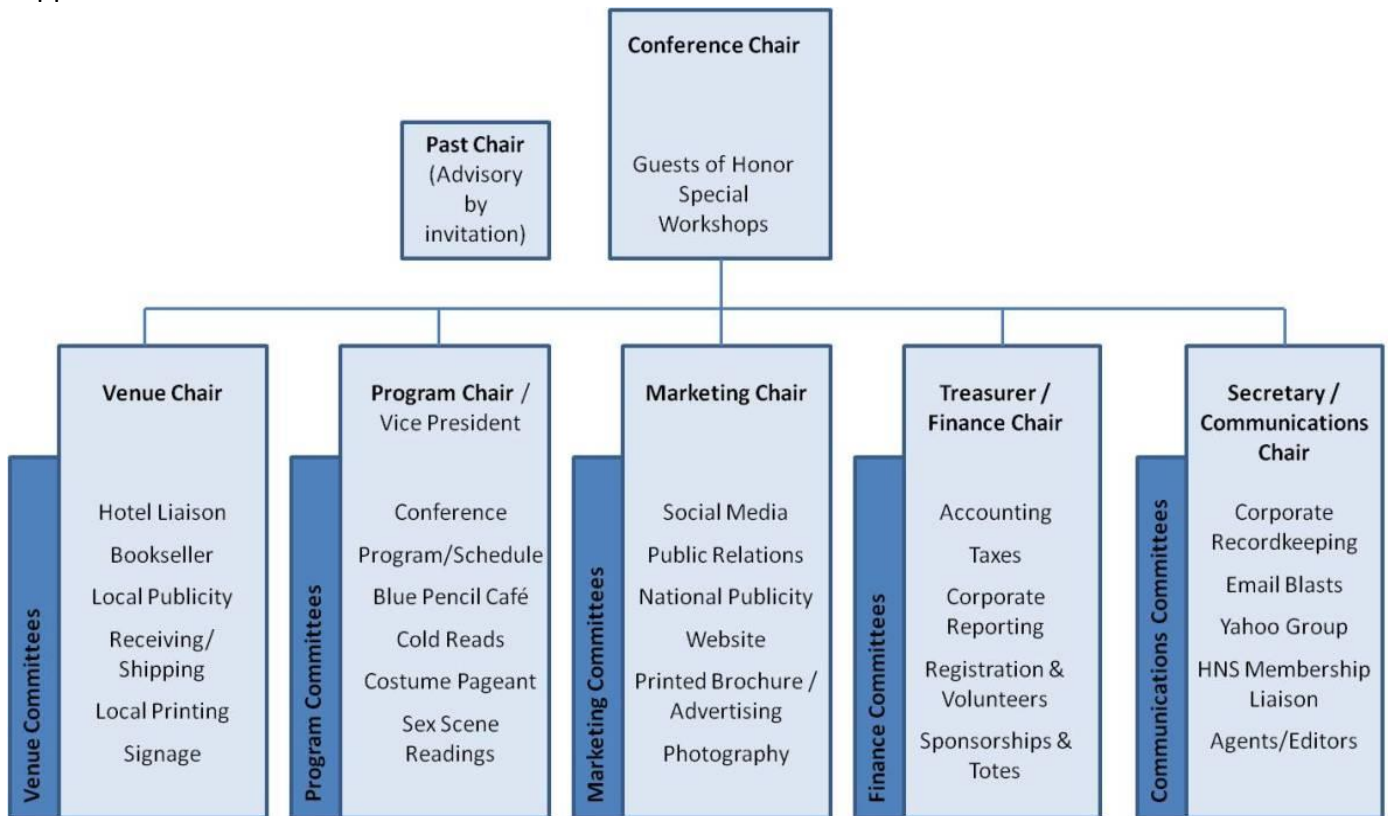 Conference Chair
Guests of Honor
Special
Workshops
Past Chair
(Advisory
by
invitation)
Venue Chair
Hotel Liaison
Bookseller
Local Publicity
Receiving/
Shipping
Local Printing
Signage
Venue Committees
Program Chair /
Vice President
Conference
Program/Schedule
Blue Pencil Café
Cold Reads
Costume Pageant
Sex Scene
Readings
Program Committees
Marketing Chair
Social Media
Public Relations
National Publicity
Website
Printed Brochure /
Advertising
Photography
Marketing Committees
Treasurer /
Finance Chair
Accounting
Taxes
Corporate
Reporting
Registration &
Volunteers
Sponsorships &
Totes
Finance Committees
Secretary /
Communications
Chair
Corporate
Recordkeeping
Email Blasts
Yahoo Group
HNS Membership
Liaison
Agents/Editors
Communications Committees